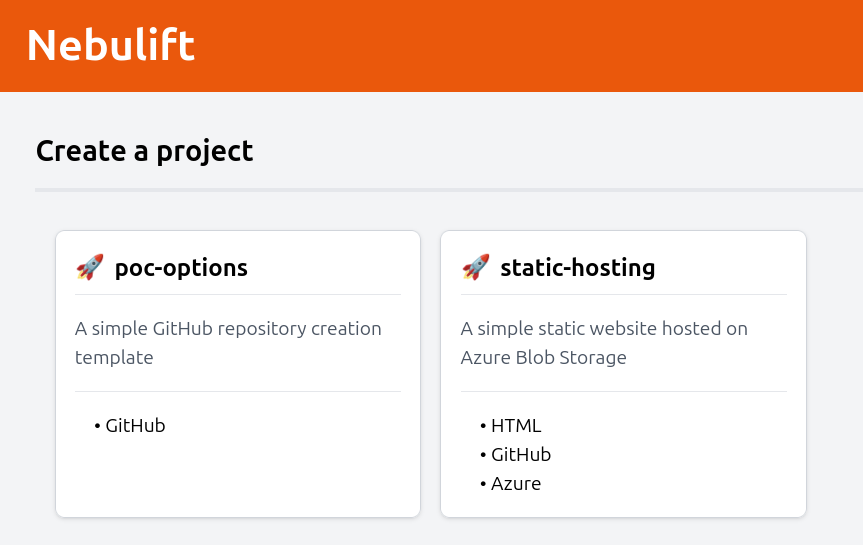 Nebulift
Create a project
🚀 poc-options
A simple GitHub repository creation
template
• GitHub
🚀 static-hosting
A simple static website hosted on
Azure Blob Storage
• HTML
• GitHub
• Azure